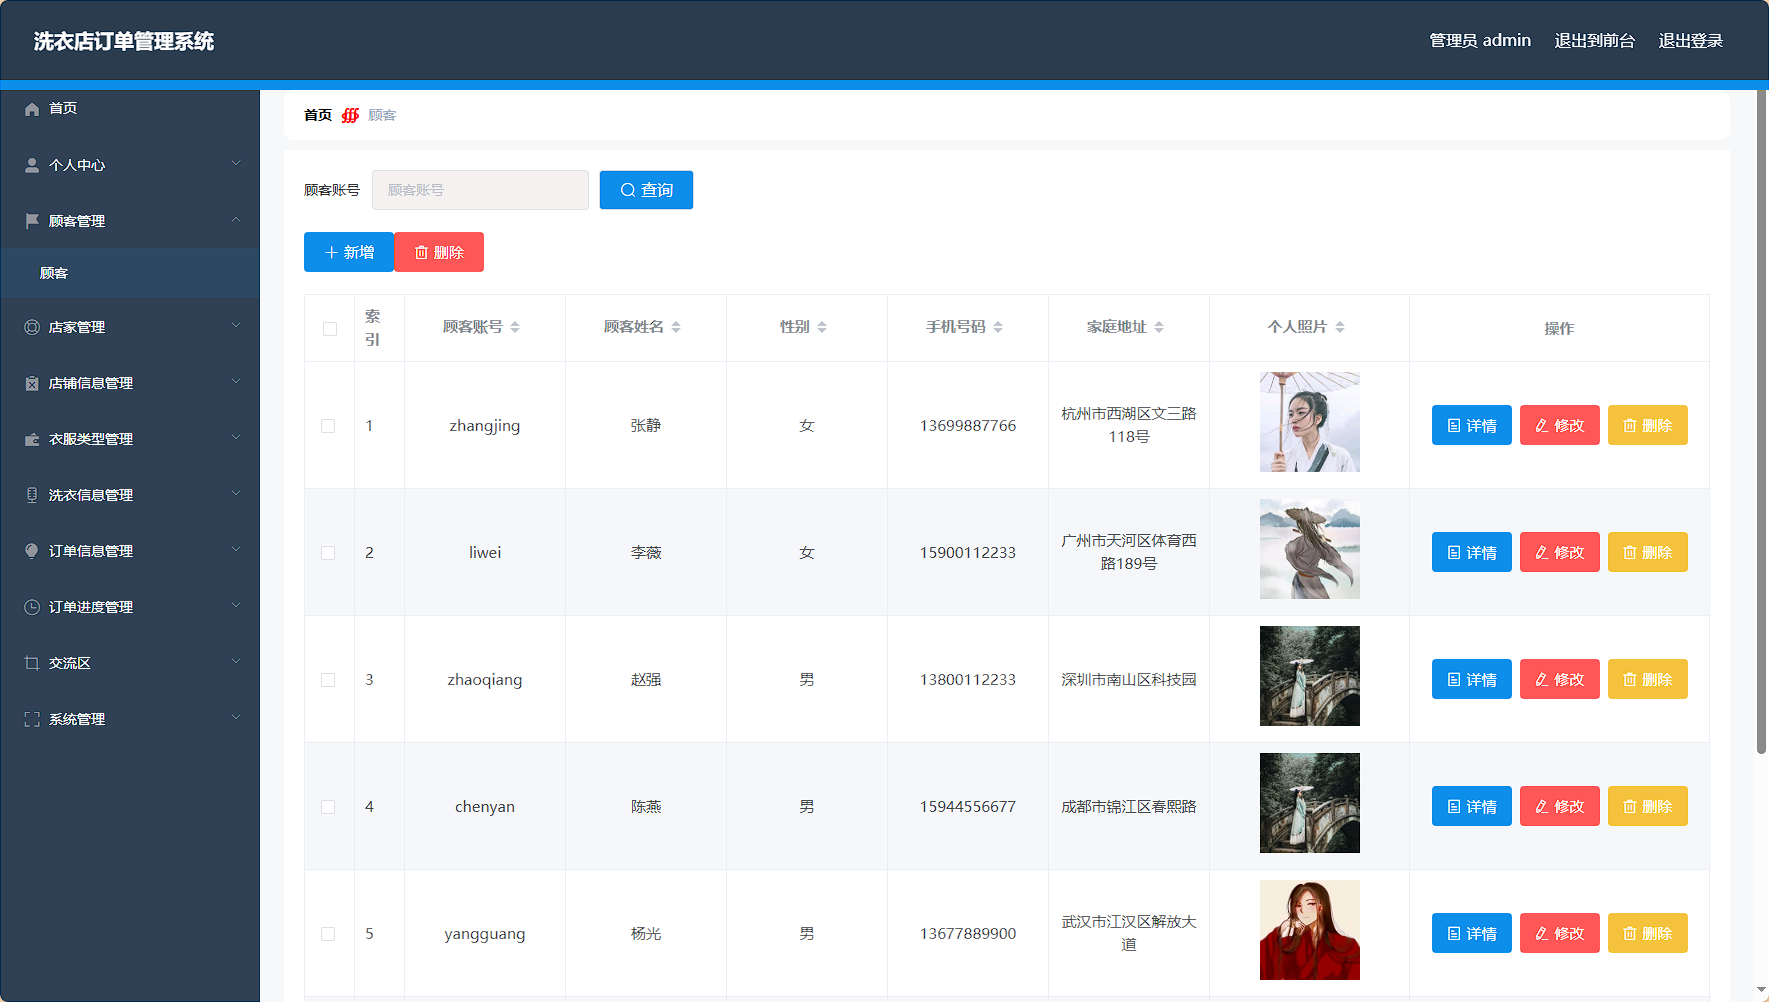 洗衣店订单管理系统
管理员 admin 退出到前台 退出登录
首页
个人中心
顾客管理
顾客
店家管理
店铺信息管理
衣服类型管理
洗衣信息管理
订单信息管理
订单进度管理
交流区
系统管理
首页 顾客
顾客账号 顾客账号 查询
新增 删除
索引 顾客账号 顾客姓名 性别 手机号码 家庭地址 个人照片 操作
1 zhangjing 张静 女 13699887766 杭州市西湖区文三路
118号
详情 修改 删除
2 liwei 李薇 女 15900112233 广州市天河区体育西
路189号
详情 修改 删除
3 zhaoqiang 赵强 男 13800112233 深圳市南山区科技园 详情 修改 删除
4 chenyan 陈燕 男 15944556677 成都市锦江区春熙路 详情 修改 删除
5 yangguang 杨光 男 13677889900 武汉市江汉区解放大
道
详情 修改 删除